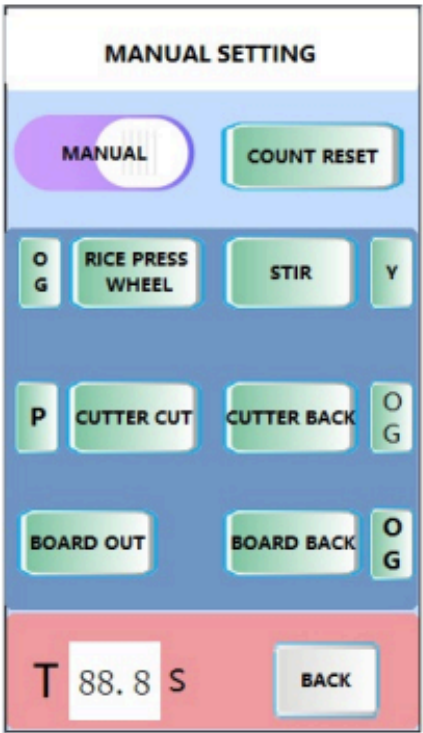 MANUAL SETTING
MANUAL
COUNT RESET
O
G
RICE PRESS
WHEEL
STIR
Y
P
CUTTER CUT
CUTTER BACK
O
G
BOARD OUT
BOARD BACK
O
G
T 88.8 S
BACK